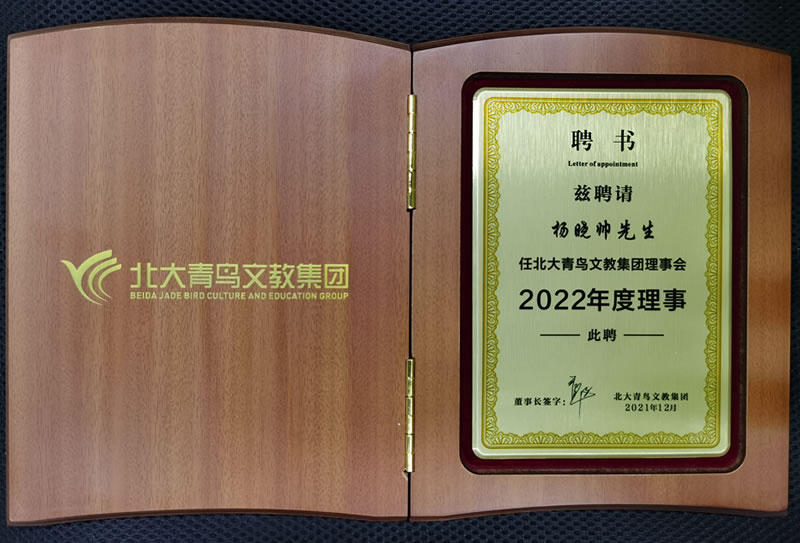 北大青鸟文教集团
BEIDA JADE BIRD CULTURE AND EDUCATION GROUP
聘书
Letter of appointment
兹聘请
杨晓帅先生
任北大青鸟文教集团理事会
2022年度理事
此聘
董事长签字：
北大青鸟文教集团
2021年12月